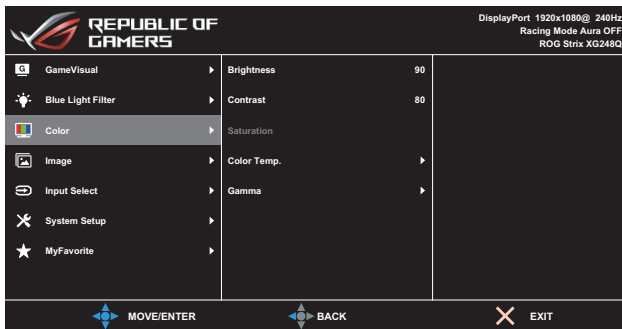 REPUBLIC OF
GAMERS
DisplayPort 1920x1080@ 240Hz
Racing Mode Aura OFF
ROG Strix XG248Q
G GameVisual
Blue Light Filter
Color
Image
Input Select
System Setup
MyFavorite
Brightness 90
Contrast 80
Saturation
Color Temp.
Gamma
MOVE/ENTER BACK EXIT